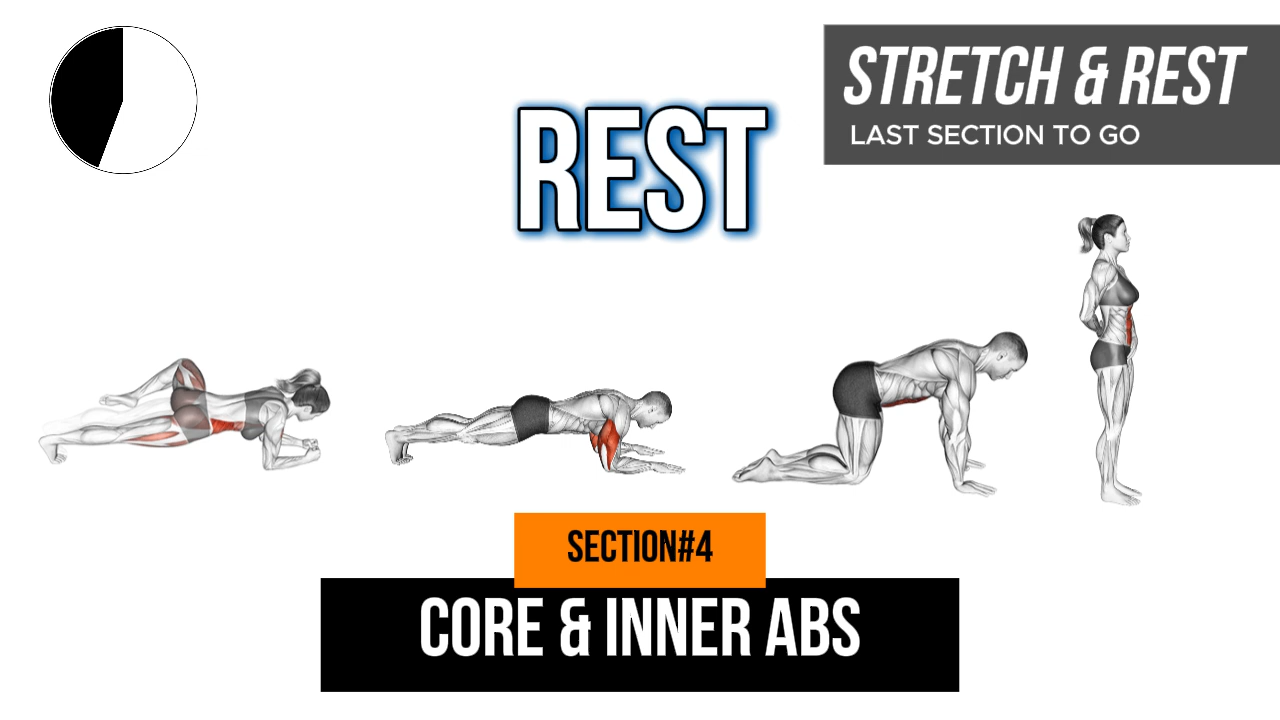 STRETCH & REST
LAST SECTION TO GO
REST
SECTION#4
CORE & INNER ABS